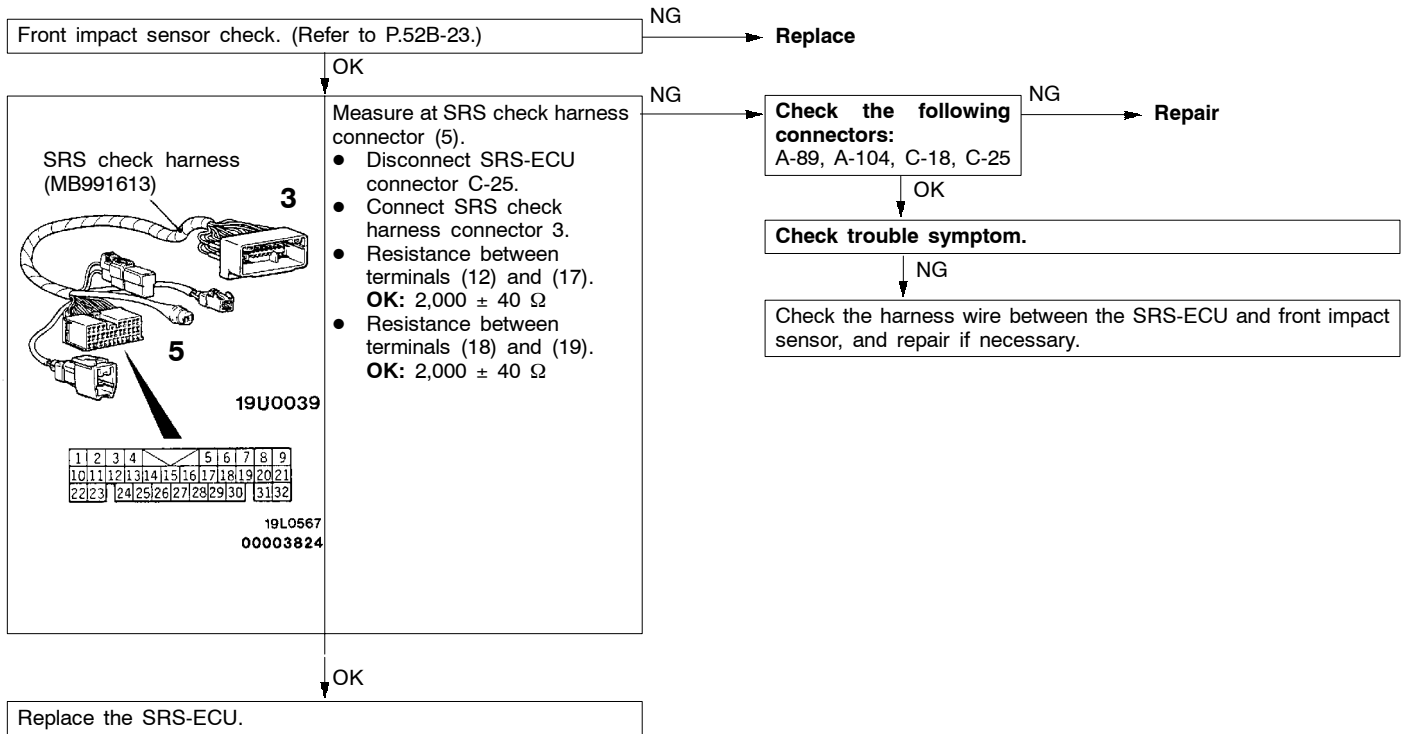 Front impact sensor check. (Refer to P.52B-23.)
NG
Replace
OK
SRS check harness
(MB991613)
3
5
19U0039
1 2 3 4 5 6 7 8 9
10 11 12 13 14 15 16 17 18 19 20 21
22 23 24 25 26 27 28 29 30 31 32
19L0567
00003824
Measure at SRS check harness
connector (5).
● Disconnect SRS-ECU
connector C-25.
● Connect SRS check
harness connector 3.
● Resistance between
terminals (12) and (17).
OK: 2,000 ± 40 Ω
● Resistance between
terminals (18) and (19).
OK: 2,000 ± 40 Ω
NG
Check the following
connectors:
A-89, A-104, C-18, C-25
NG
Repair
OK
Check trouble symptom.
NG
Check the harness wire between the SRS-ECU and front impact
sensor, and repair if necessary.
OK
Replace the SRS-ECU.